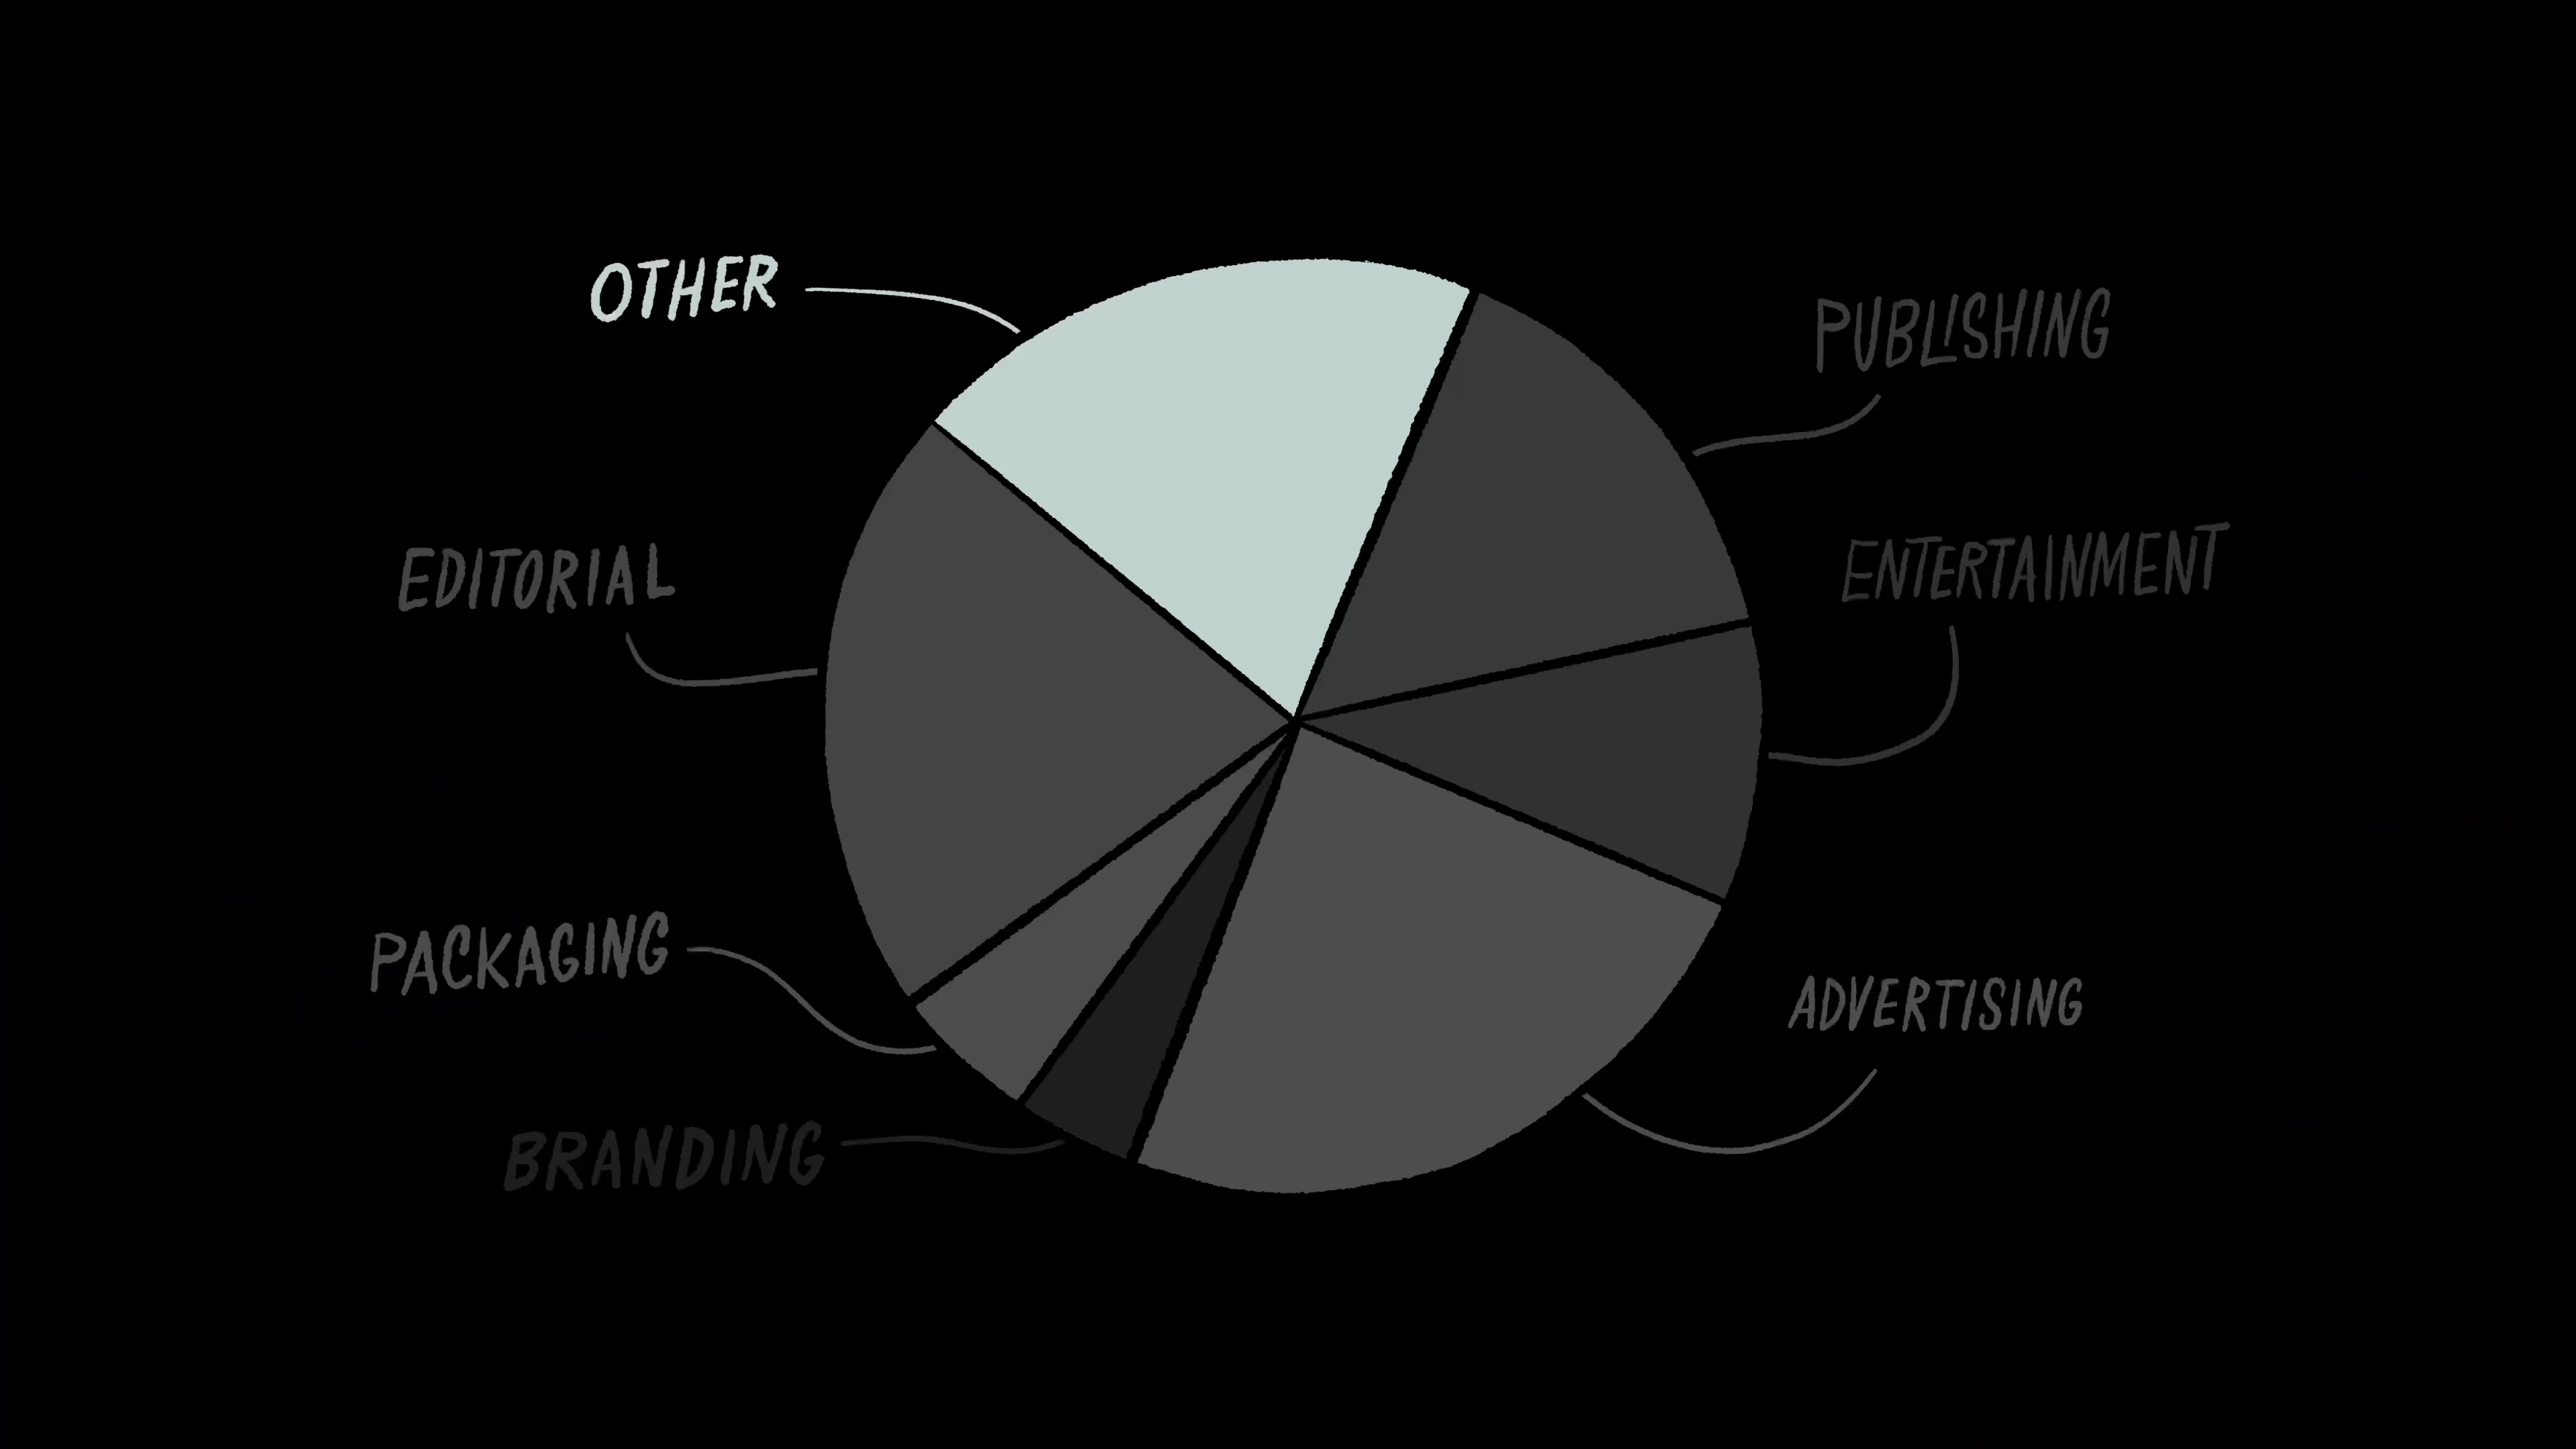 OTHER
PUBLISHING
ENTERTAINMENT
EDITORIAL
PACKAGING
ADVERTISING
BRANDING